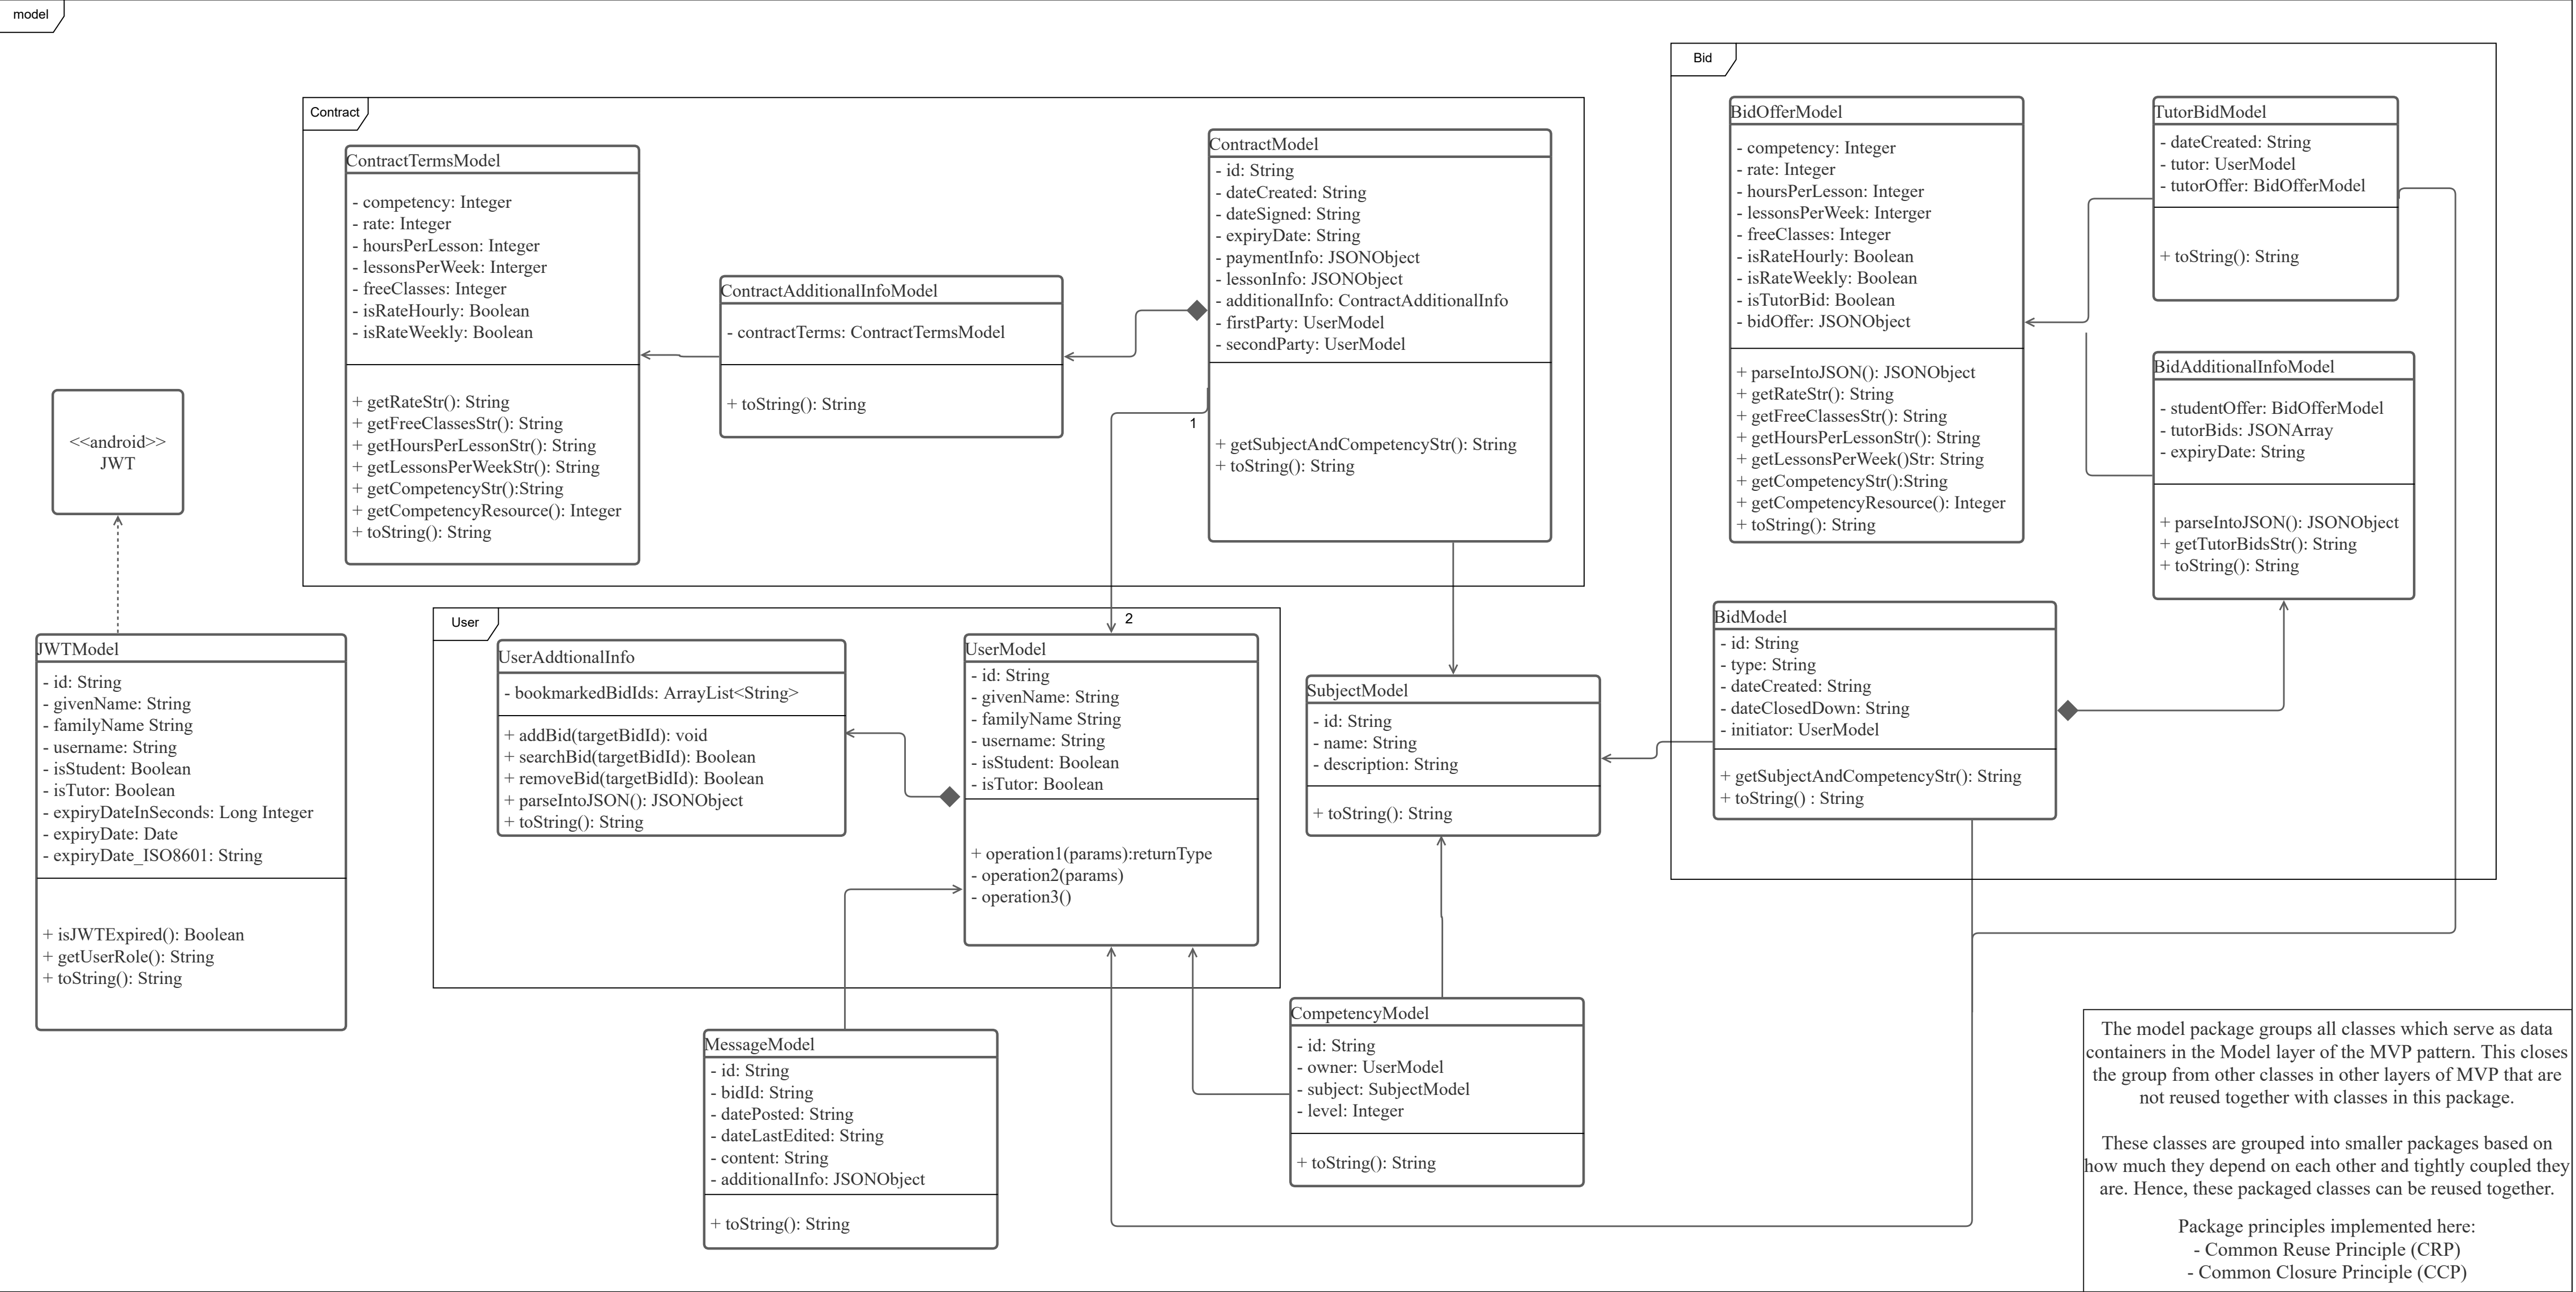 model
Contract
ContractTermsModel
- competency: Integer
- rate: Integer
- hoursPerLesson: Integer
- lessonsPerWeek: Interger
- freeClasses: Integer
- isRateHourly: Boolean
- isRateWeekly: Boolean
+ getRateStr(): String
+ getFreeClassesStr(): String
+ getHoursPerLessonStr(): String
+ getLessonsPerWeekStr(): String
+ getCompetencyStr():String
+ getCompetencyResource(): Integer
+ toString(): String
ContractAdditionalInfoModel
- contractTerms: ContractTermsModel
+ toString(): String
ContractModel
- id: String
- dateCreated: String
- dateSigned: String
- expiryDate: String
- paymentInfo: JSONObject
- lessonInfo: JSONObject
- additionalInfo: ContractAdditionalInfo
- firstParty: UserModel
- secondParty: UserModel
+ getSubjectAndCompetencyStr(): String
+ toString(): String
1
2
Bid
BidOfferModel
- competency: Integer
- rate: Integer
- hoursPerLesson: Integer
- lessonsPerWeek: Interger
- freeClasses: Integer
- isRateHourly: Boolean
- isRateWeekly: Boolean
- isTutorBid: Boolean
- bidOffer: JSONObject
+ parseIntoJSON(): JSONObject
+ getRateStr(): String
+ getFreeClassesStr(): String
+ getHoursPerLessonStr(): String
+ getLessonsPerWeek()Str: String
+ getCompetencyStr():String
+ getCompetencyResource(): Integer
+ toString(): String
TutorBidModel
- dateCreated: String
- tutor: UserModel
- tutorOffer: BidOfferModel
+ toString(): String
BidAdditionalInfoModel
- studentOffer: BidOfferModel
- tutorBids: JSONArray
- expiryDate: String
+ parseIntoJSON(): JSONObject
+ getTutorBidsStr(): String
+ toString(): String
BidModel
- id: String
- type: String
- dateCreated: String
- dateClosedDown: String
- initiator: UserModel
+ getSubjectAndCompetencyStr(): String
+ toString() : String
<<android>>
JWT
JWTModel
- id: String
- givenName: String
- familyName String
- username: String
- isStudent: Boolean
- isTutor: Boolean
- expiryDateInSeconds: Long Integer
- expiryDate: Date
- expiryDate_ISO8601: String
+ isJWTExpired(): Boolean
+ getUserRole(): String
+ toString(): String
User
UserAddtionalInfo
- bookmarkedBidIds: ArrayList<String>
+ addBid(targetBidId): void
+ searchBid(targetBidId): Boolean
+ removeBid(targetBidId): Boolean
+ parseIntoJSON(): JSONObject
+ toString(): String
UserModel
- id: String
- givenName: String
- familyName String
- username: String
- isStudent: Boolean
- isTutor: Boolean
+ operation1(params):returnType
- operation2(params)
- operation3()
SubjectModel
- id: String
- name: String
- description: String
+ toString(): String
MessageModel
- id: String
- bidId: String
- datePosted: String
- dateLastEdited: String
- content: String
- additionalInfo: JSONObject
+ toString(): String
CompetencyModel
- id: String
- owner: UserModel
- subject: SubjectModel
- level: Integer
+ toString(): String
The model package groups all classes which serve as data
containers in the Model layer of the MVP pattern. This closes
the group from other classes in other layers of MVP that are
not reused together with classes in this package.
These classes are grouped into smaller packages based on
how much they depend on each other and tightly coupled they
are. Hence, these packaged classes can be reused together.
Package principles implemented here:
- Common Reuse Principle (CRP)
- Common Closure Principle (CCP)